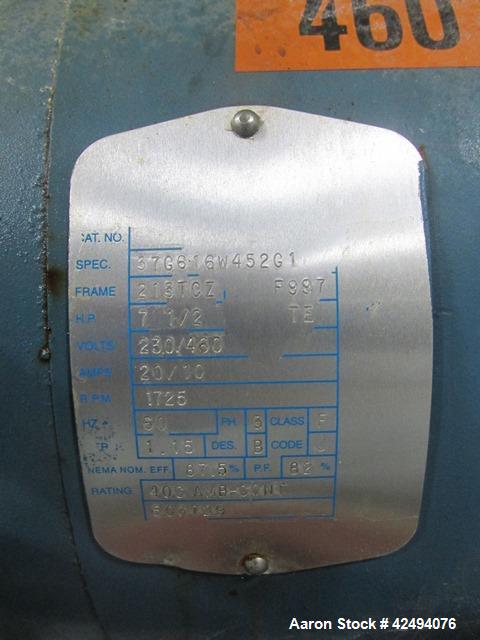 460
CAT. NO.
SPEC. 37G616W452G1
FRAME 213TCZ F997
H.P. 7 1/2 TE
VOLTS 230/460
AMPS 20/10
R.P.M. 1725
HZ 60 PH. 3 CLASS F
1.15 DES. B CODE
NEMA NOM. EFF. 87.5% P.F. 82%
RATING 40C AMB-CONT
Aaron Stock # 42494076